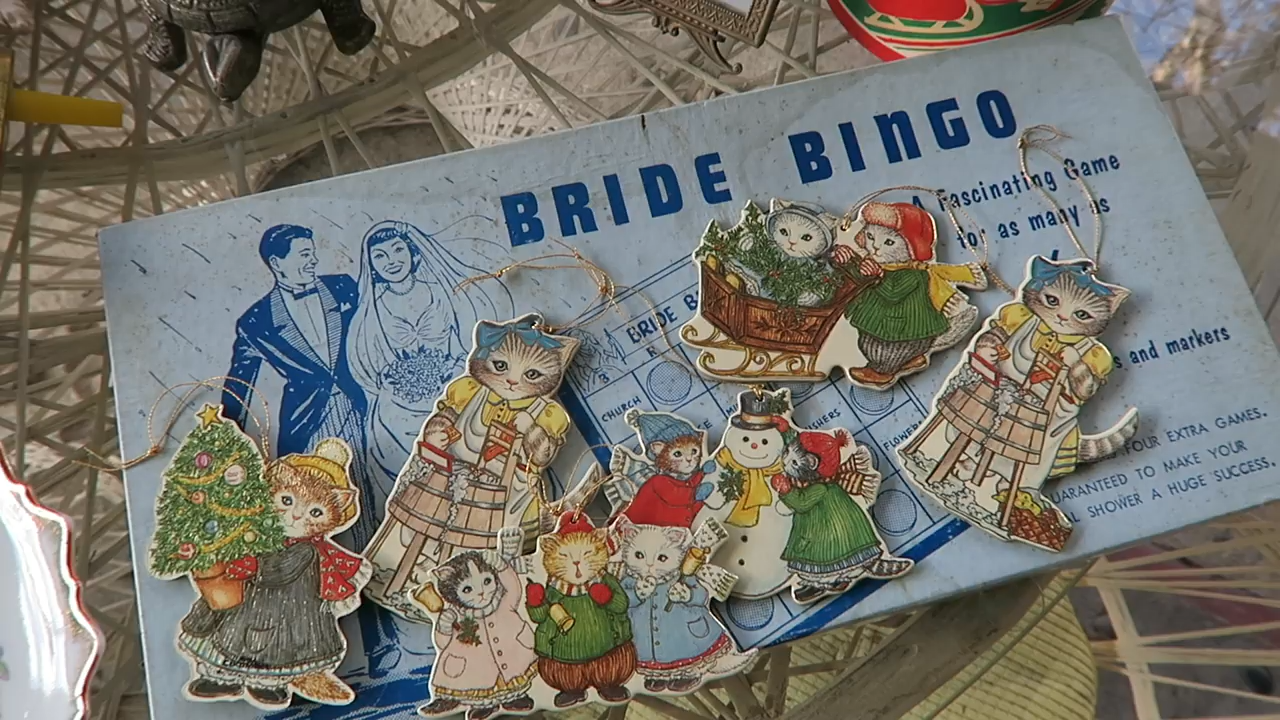 BRIDE BINGO
A Fascinating Game
for as many as
BRIDE
CHURCH
s and markers
FOUR EXTRA GAMES.
UARANTEED TO MAKE YOUR
AL SHOWER A HUGE SUCCESS.